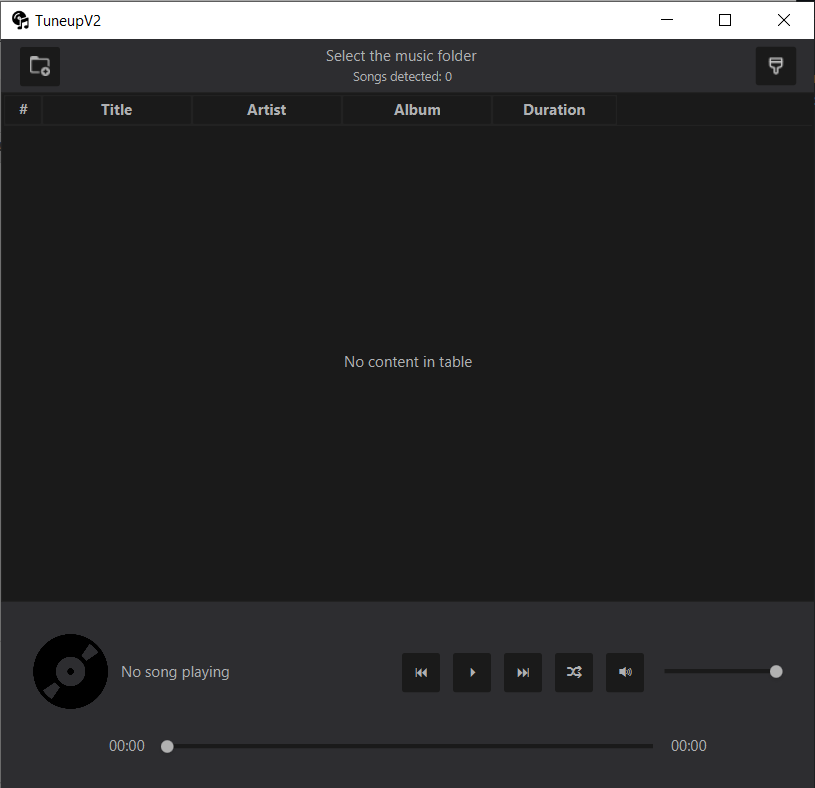 TuneupV2
Select the music folder
Songs detected: 0
# Title Artist Album Duration
No content in table
No song playing
00:00 00:00